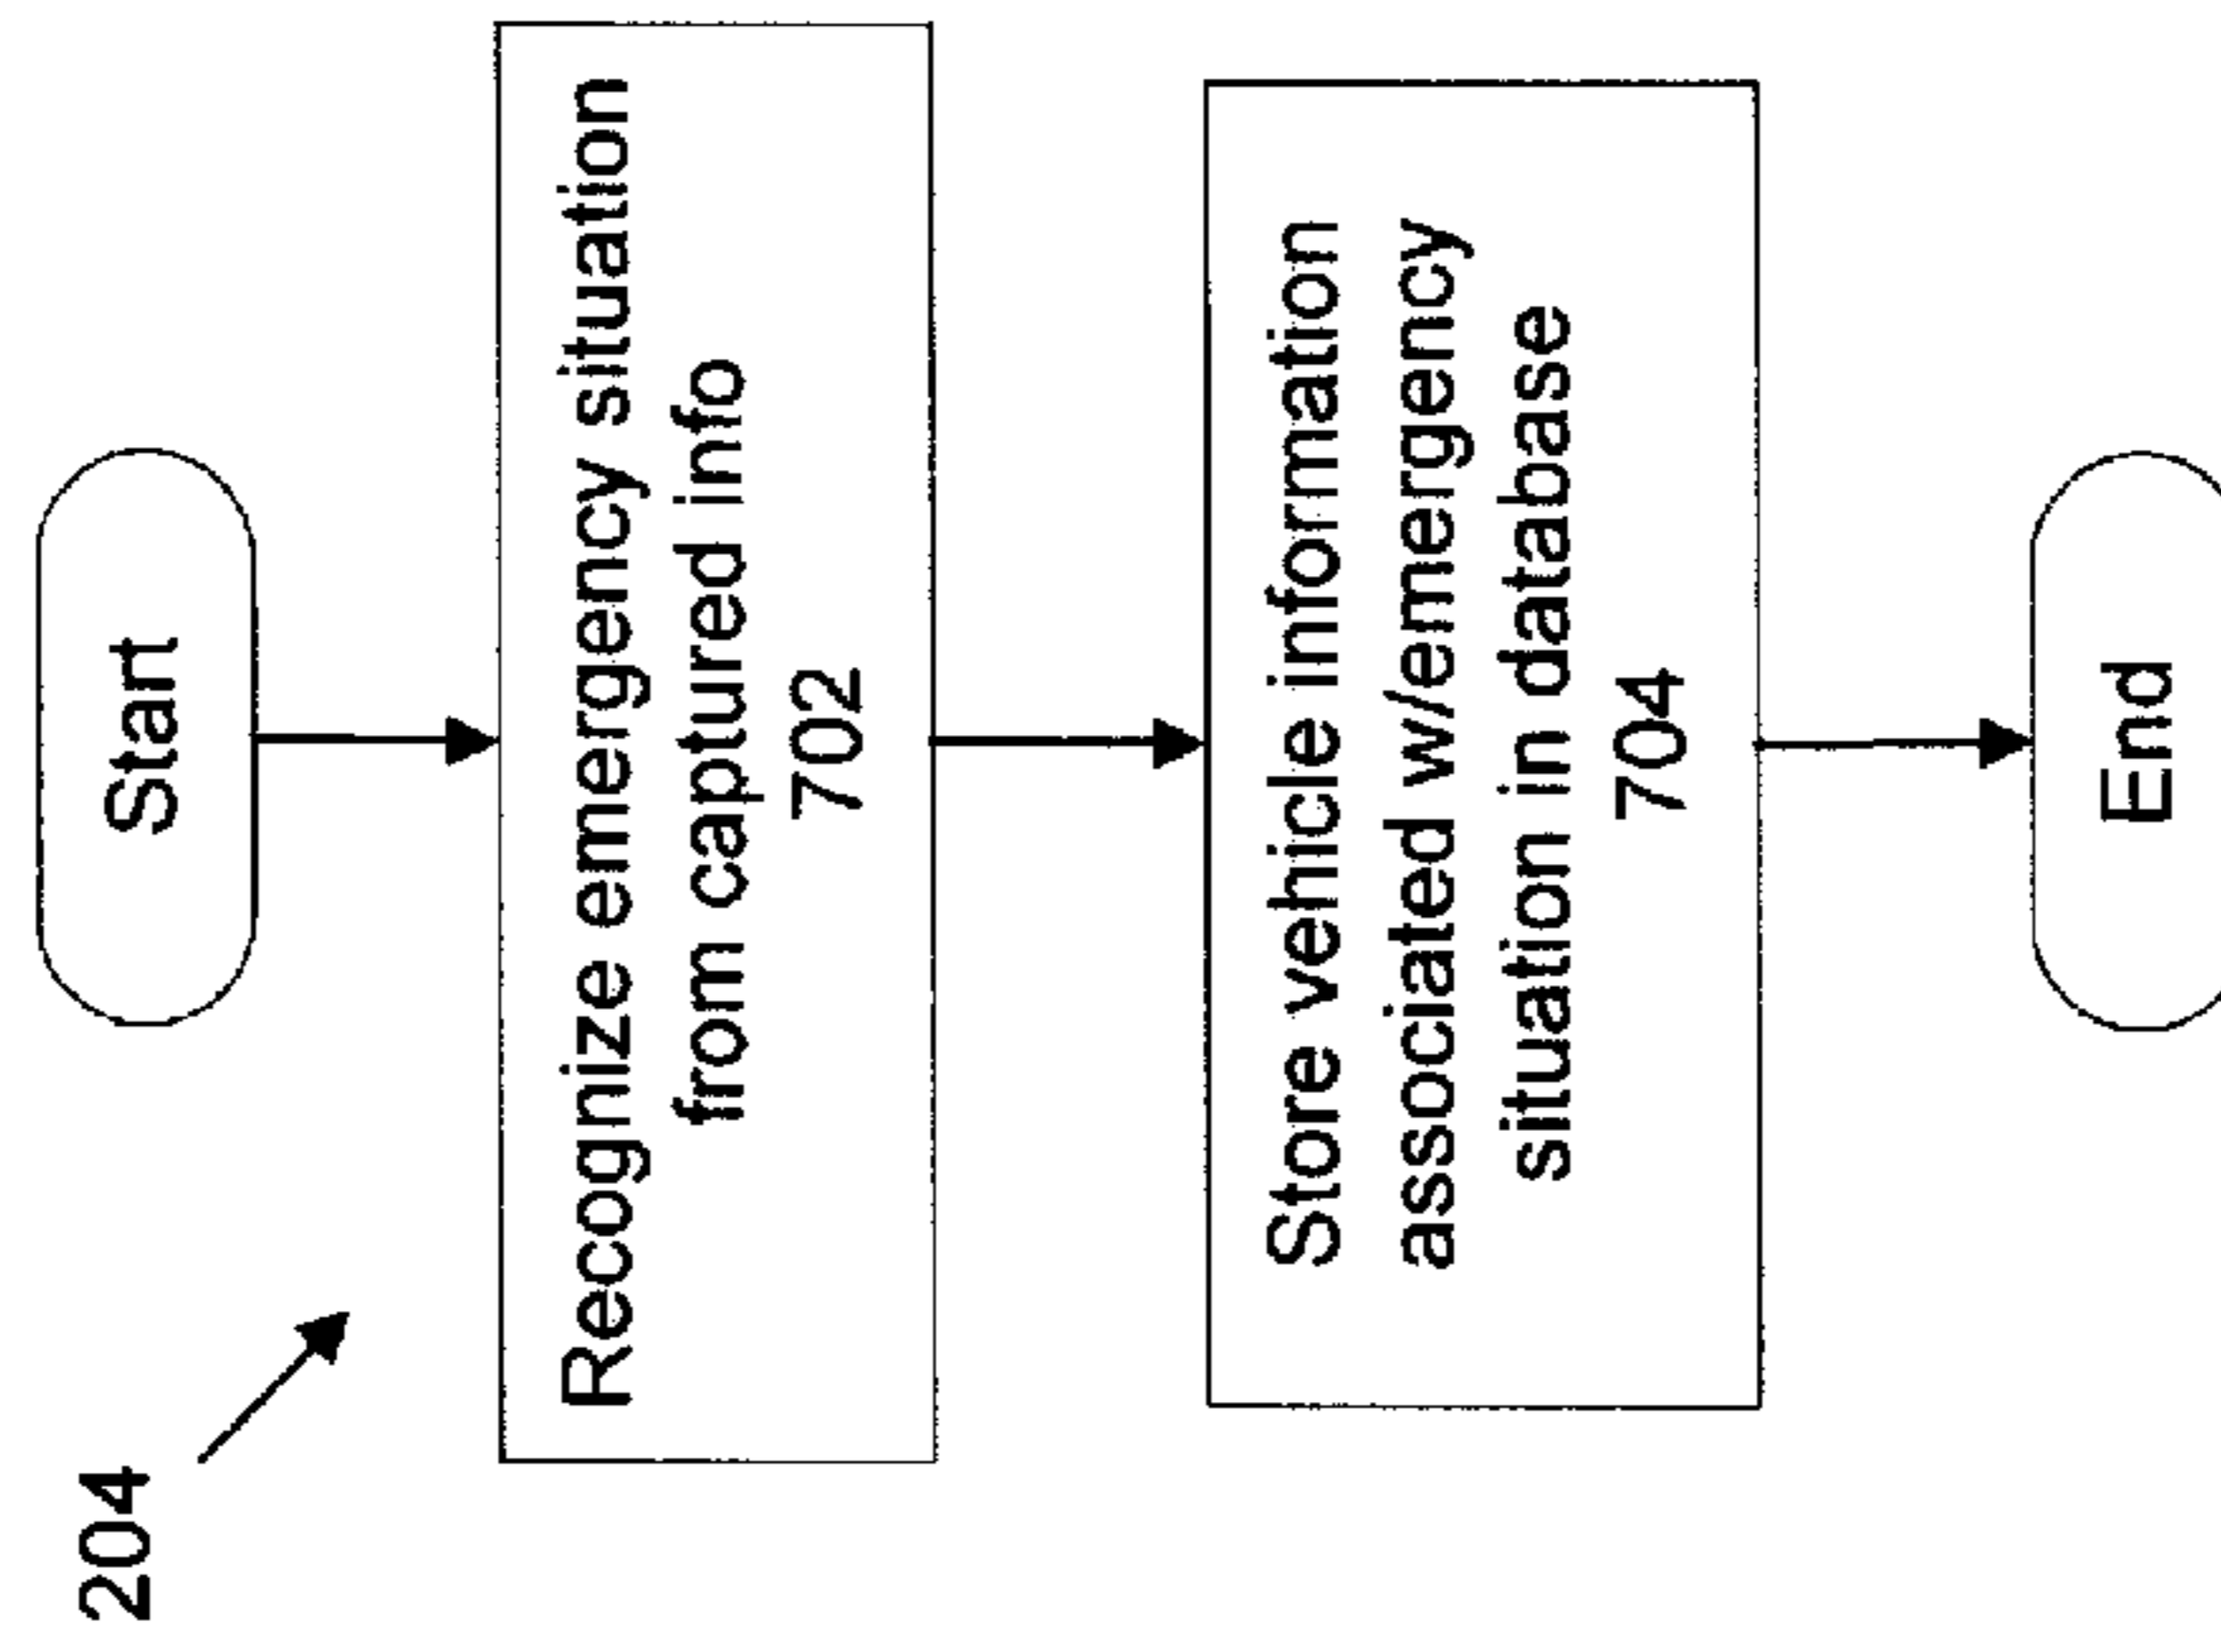 204
Start
Recognize emergency situation
from captured info
702
Store vehicle information
associated w/emergency
situation in database
704
End